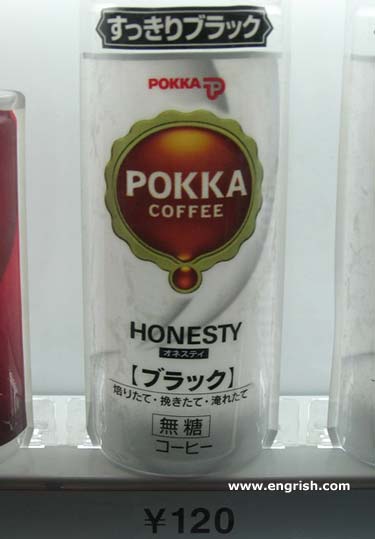 すっきりブラック
POKKA
POKKA
COFFEE
HONESTY
オネスティ
【ブラック】
焙りたて・挽きたて・淹れたて
無糖
コーヒー
www.engrish.com
¥120